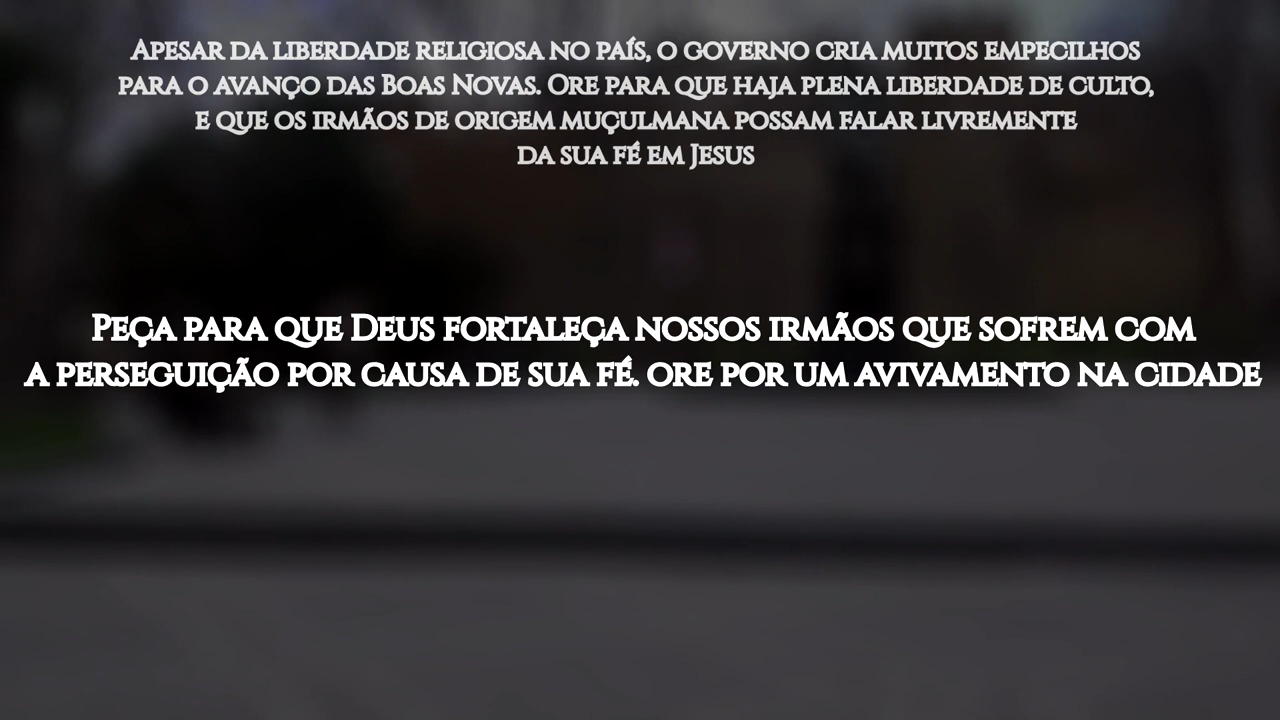 Apesar da liberdade religiosa no país, o governo cria muitos empecilhos
para o avanço das Boas Novas. Ore para que haja plena liberdade de culto,
e que os irmãos de origem muçulmana possam falar livremente
da sua fé em Jesus
Peça para que Deus fortaleça nossos irmãos que sofrem com
a perseguição por causa de sua fé. ore por um avivamento na cidade